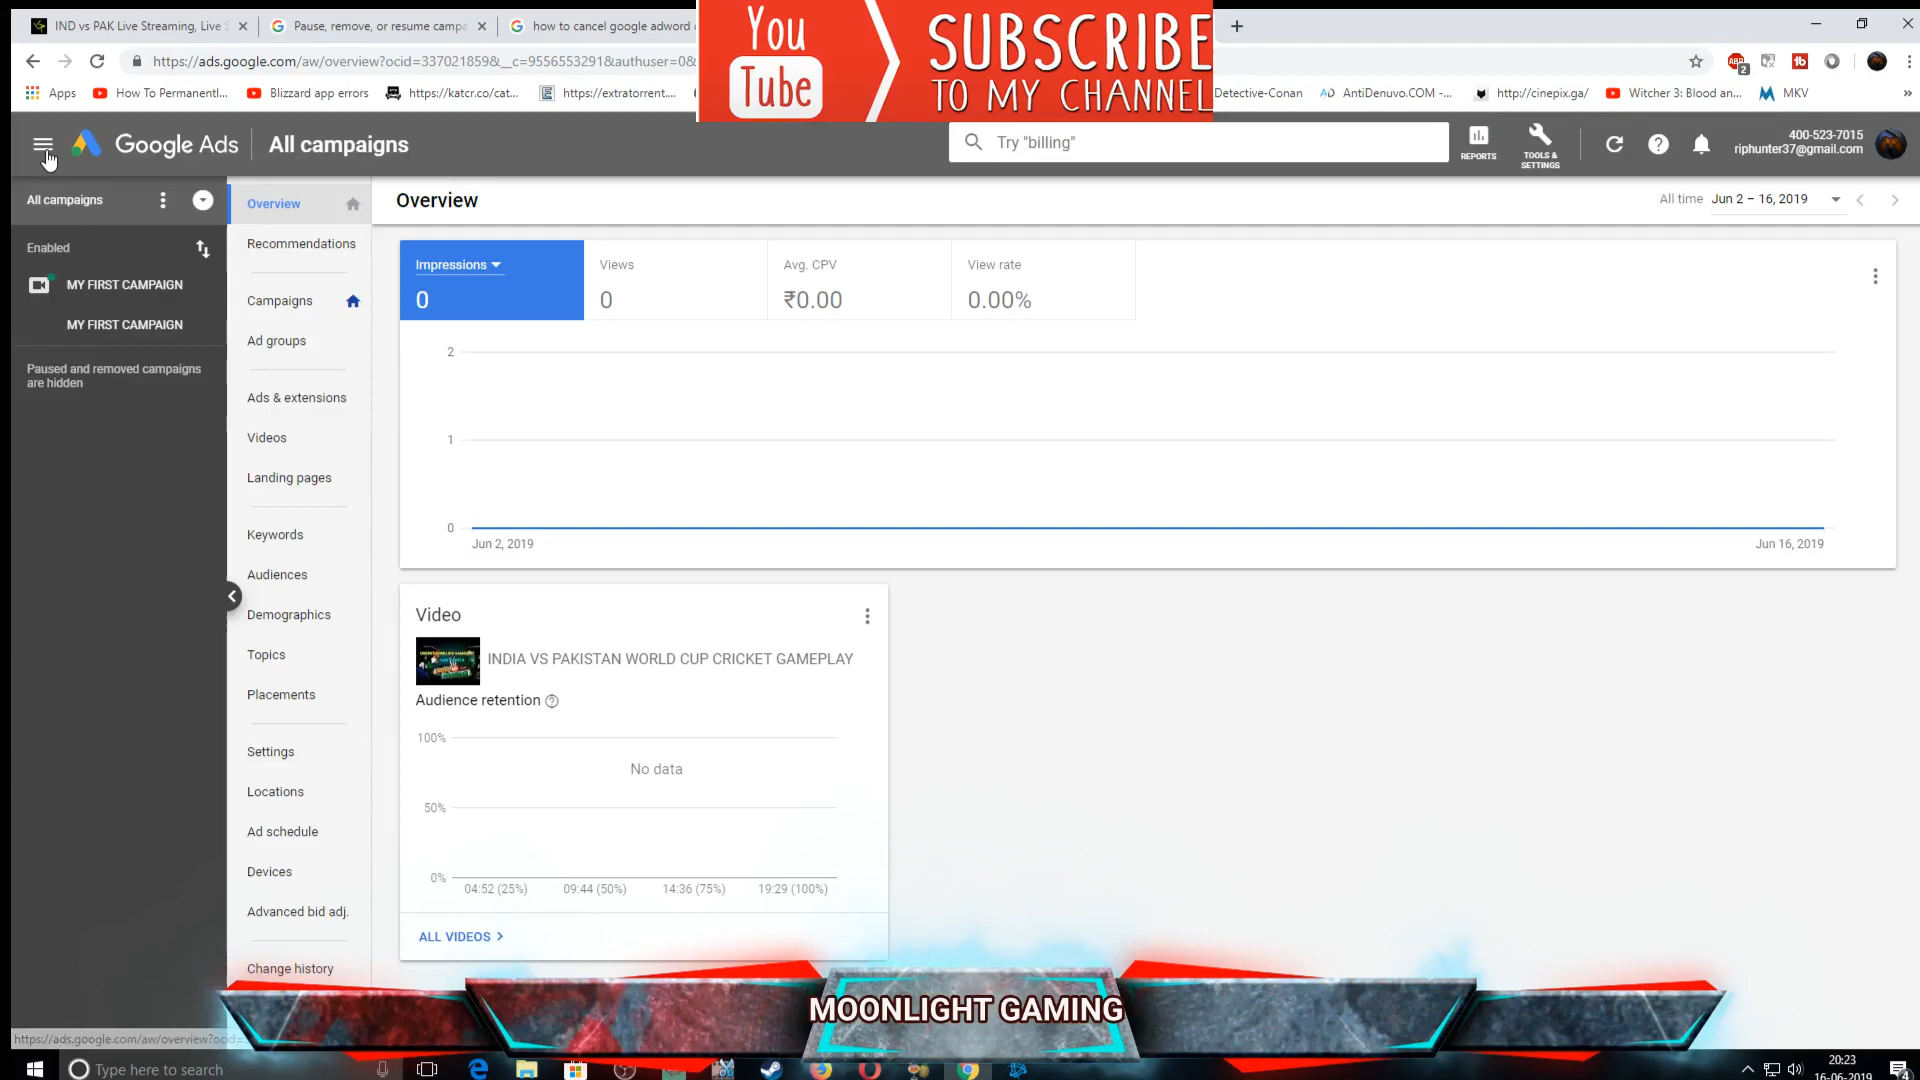 IND vs PAK Live Streaming, Live S
Pause, remove, or resume campa
how to cancel google adword
https://ads.google.com/aw/overview?ocid=337021859&__c=9556553291&authuser=0&
Apps
How To Permanentl...
Blizzard app errors
https://katcr.co/cat...
https://extratorrent....
Detective-Conan
AntiDenuvo.COM -...
http://cinepix.ga/
Witcher 3: Blood an...
MKV
You
Tube
SUBSCRIBE
TO MY CHANNEL
Google Ads
All campaigns
Try "billing"
REPORTS
TOOLS &
SETTINGS
400-523-7015
riphunter37@gmail.com
All campaigns
Enabled
MY FIRST CAMPAIGN
MY FIRST CAMPAIGN
Paused and removed campaigns
are hidden
Overview
Recommendations
Campaigns
Ad groups
Ads & extensions
Videos
Landing pages
Keywords
Audiences
Demographics
Topics
Placements
Settings
Locations
Ad schedule
Devices
Advanced bid adj.
Change history
Overview
All time Jun 2 – 16, 2019
Impressions
0
Views
0
Avg. CPV
₹0.00
View rate
0.00%
2
1
0
Jun 2, 2019
Jun 16, 2019
Video
INDIA VS PAKISTAN WORLD CUP CRICKET GAMEPLAY
Audience retention
100%
No data
50%
0%
04:52 (25%)
09:44 (50%)
14:36 (75%)
19:29 (100%)
ALL VIDEOS
MOONLIGHT GAMING
https://ads.google.com/aw/overview?ocid=
Type here to search
20:23
16-06-2019